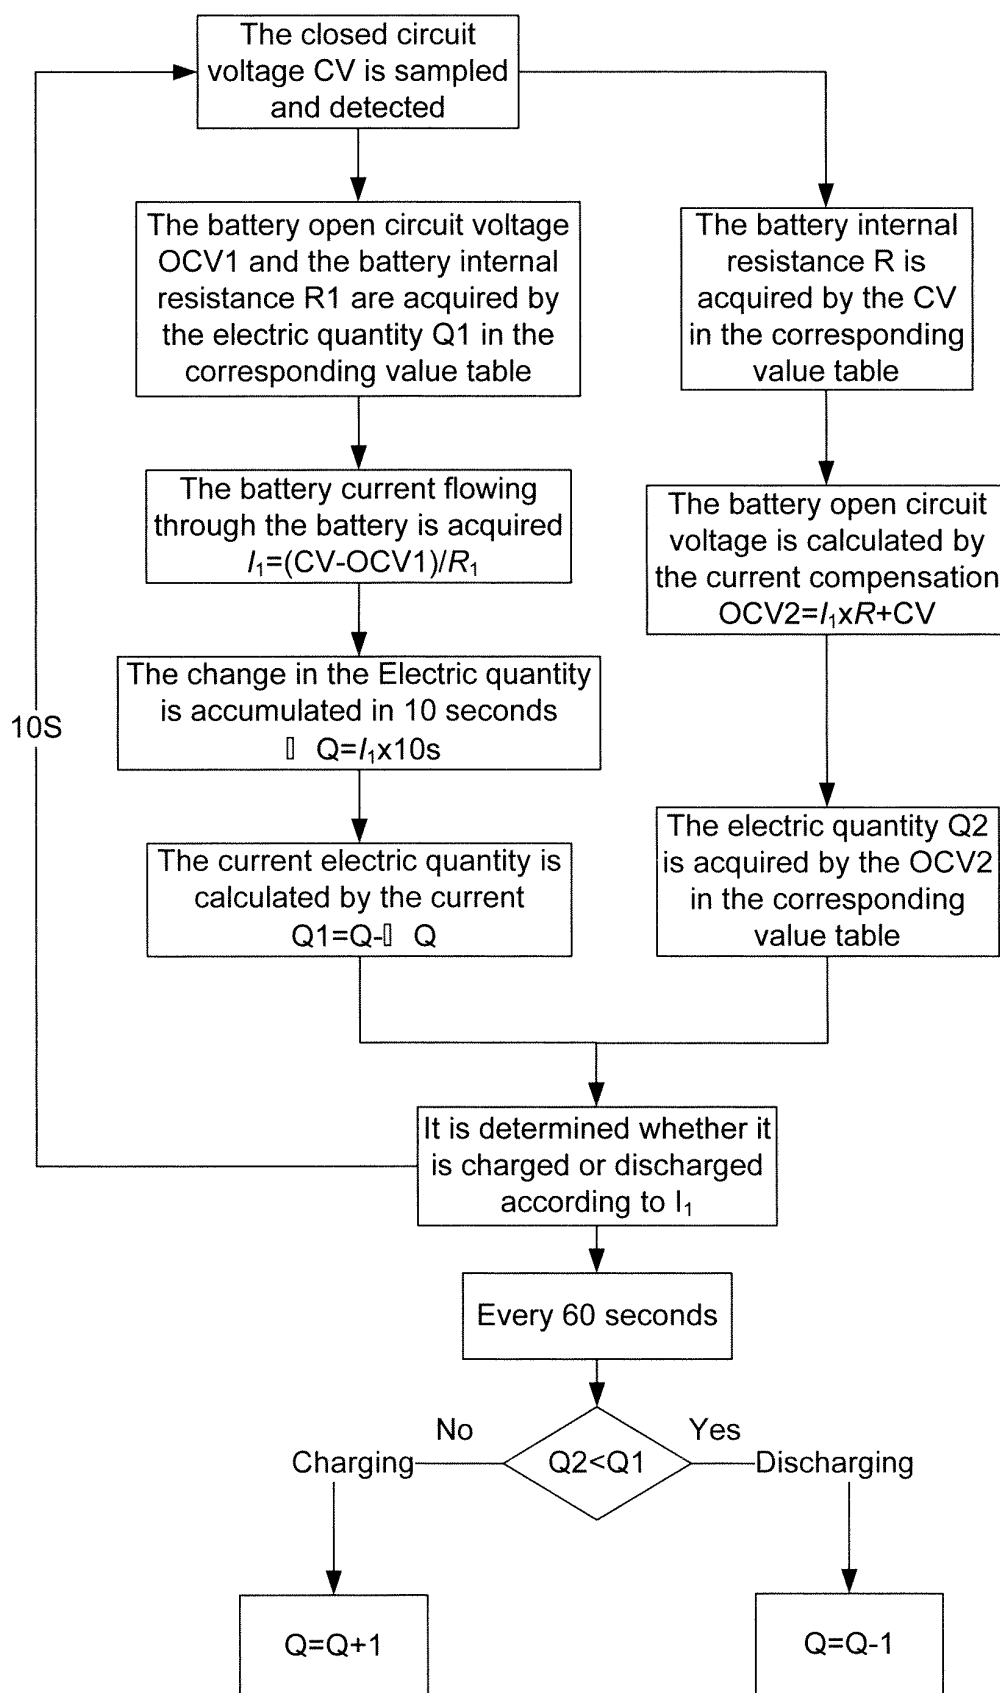 The closed circuit
voltage CV is sampled
and detected
The battery open circuit voltage
OCV1 and the battery internal
resistance R1 are acquired by
the electric quantity Q1 in the
corresponding value table
The battery internal
resistance R is
acquired by the CV
in the corresponding
value table
The battery current flowing
through the battery is acquired
I₁=(CV-OCV1)/R₁
The battery open circuit
voltage is calculated by
the current compensation
OCV2=I₁xR+CV
The change in the Electric quantity
is accumulated in 10 seconds
▯ Q=I₁x10s
10S
The current electric quantity is
calculated by the current
Q1=Q-▯ Q
The electric quantity Q2
is acquired by the OCV2
in the corresponding
value table
It is determined whether it
is charged or discharged
according to I₁
Every 60 seconds
No
Yes
Charging
Q2<Q1
Discharging
Q=Q+1
Q=Q-1